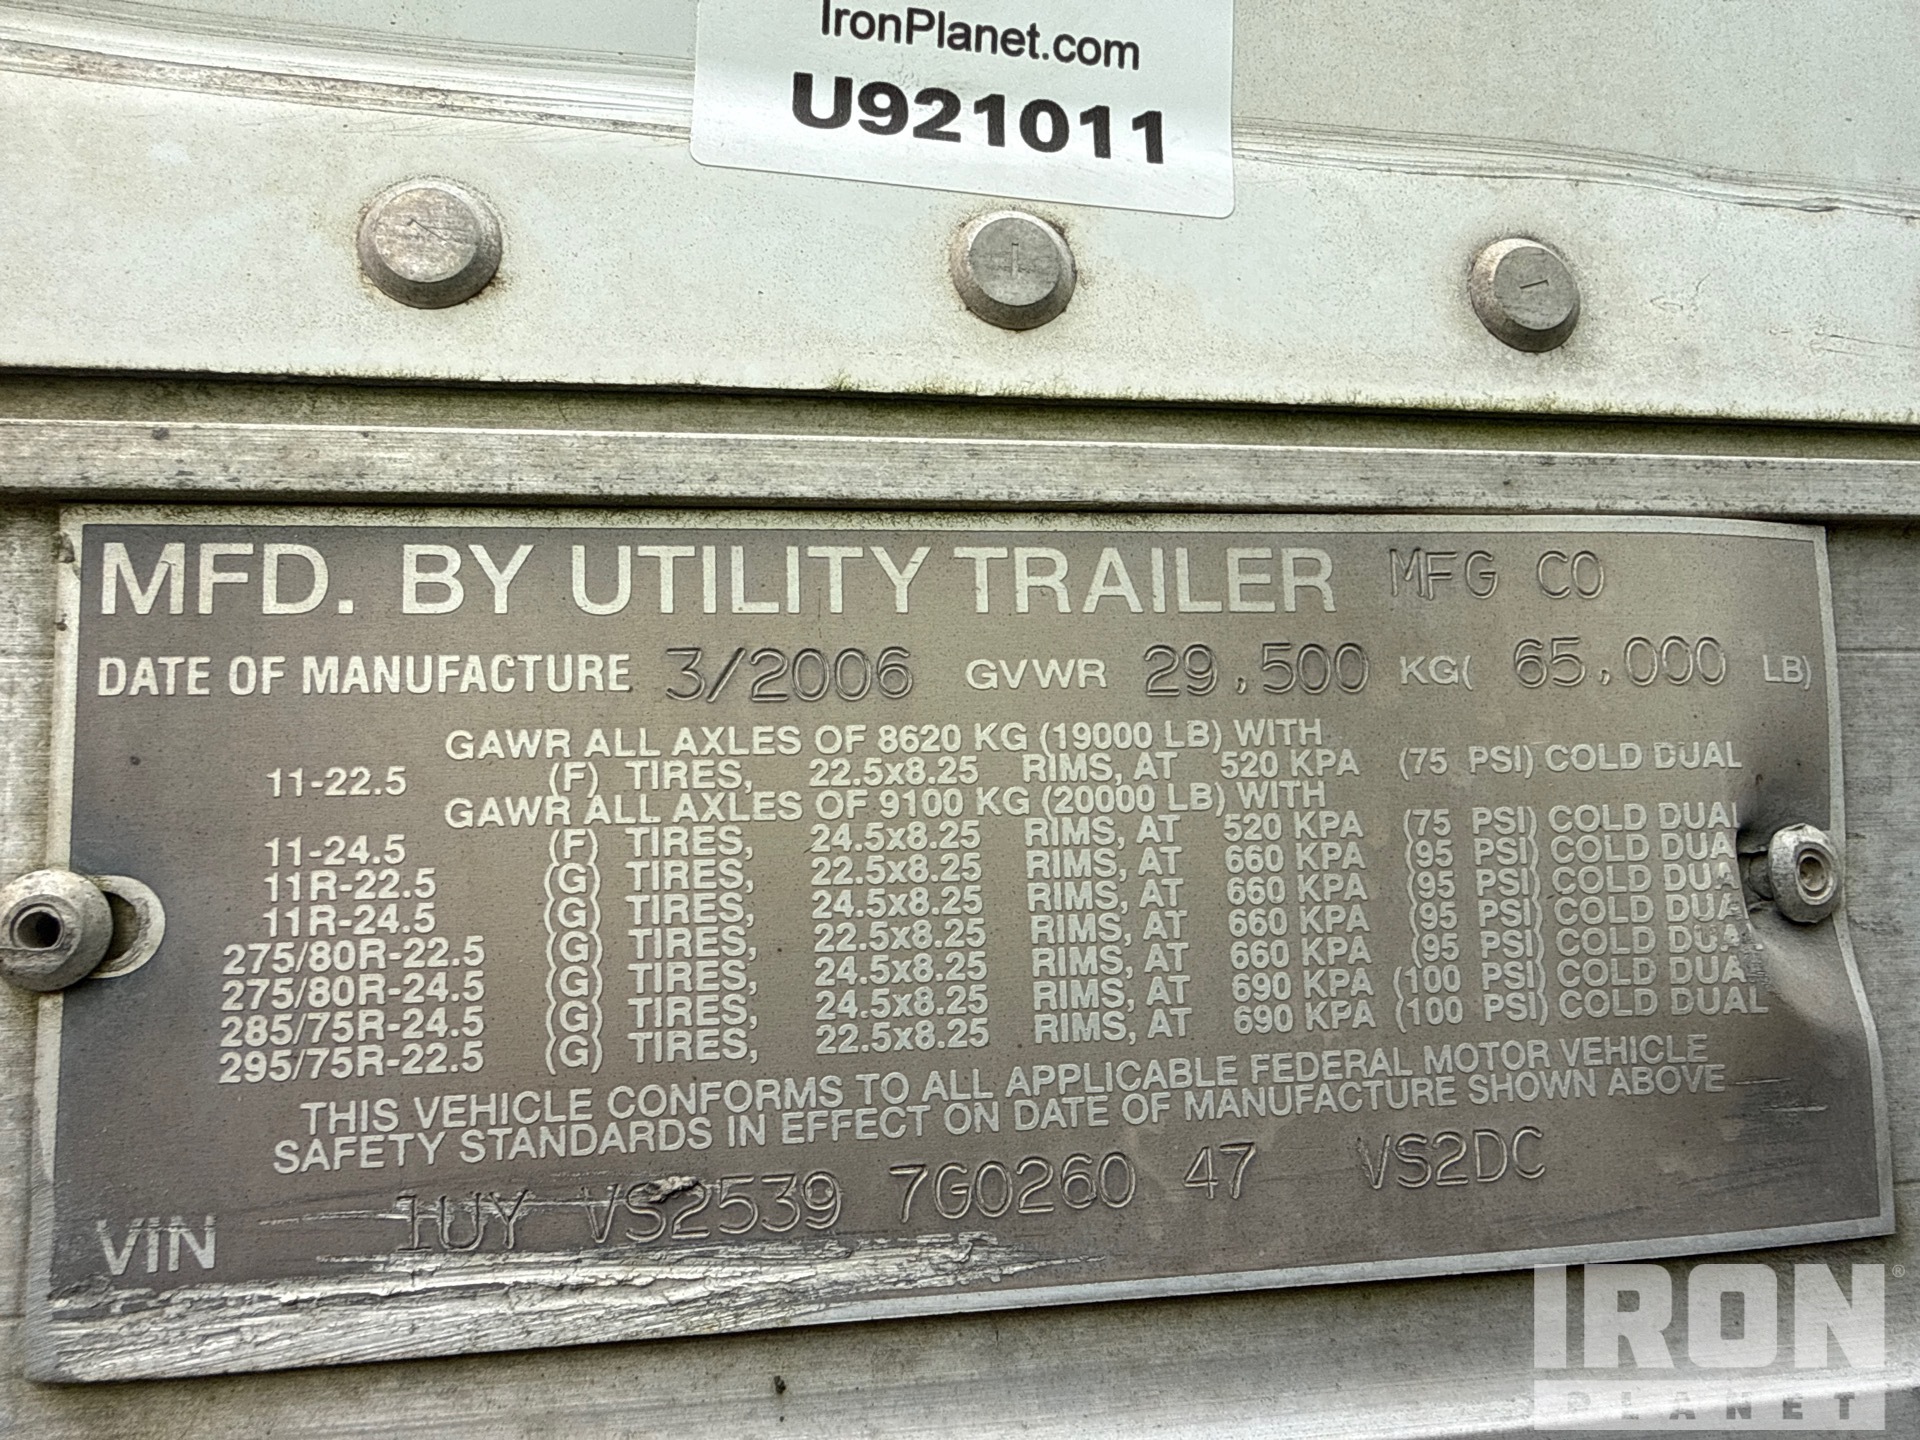 IronPlanet.com
U921011
MFD. BY UTILITY TRAILER MFG CO
DATE OF MANUFACTURE 3/2006 GVWR 29,500 KG( 65,000 LB)
GAWR ALL AXLES OF 8620 KG (19000 LB) WITH
11-22.5 (F) TIRES, 22.5x8.25 RIMS, AT 520 KPA (75 PSI) COLD DUAL
GAWR ALL AXLES OF 9100 KG (20000 LB) WITH
11-24.5 (F) TIRES, 24.5x8.25 RIMS, AT 520 KPA (75 PSI) COLD DUAL
11R-22.5 (G) TIRES, 22.5x8.25 RIMS, AT 660 KPA (95 PSI) COLD DUAL
11R-24.5 (G) TIRES, 24.5x8.25 RIMS, AT 660 KPA (95 PSI) COLD DUAL
275/80R-22.5 (G) TIRES, 22.5x8.25 RIMS, AT 660 KPA (95 PSI) COLD DUAL
275/80R-24.5 (G) TIRES, 24.5x8.25 RIMS, AT 660 KPA (95 PSI) COLD DUAL
285/75R-24.5 (G) TIRES, 24.5x8.25 RIMS, AT 690 KPA (100 PSI) COLD DUAL
295/75R-22.5 (G) TIRES, 22.5x8.25 RIMS, AT 690 KPA (100 PSI) COLD DUAL
THIS VEHICLE CONFORMS TO ALL APPLICABLE FEDERAL MOTOR VEHICLE
SAFETY STANDARDS IN EFFECT ON DATE OF MANUFACTURE SHOWN ABOVE
VIN 1UY VS2539 7G0260 47 VS2DC
IRON®
PLANET